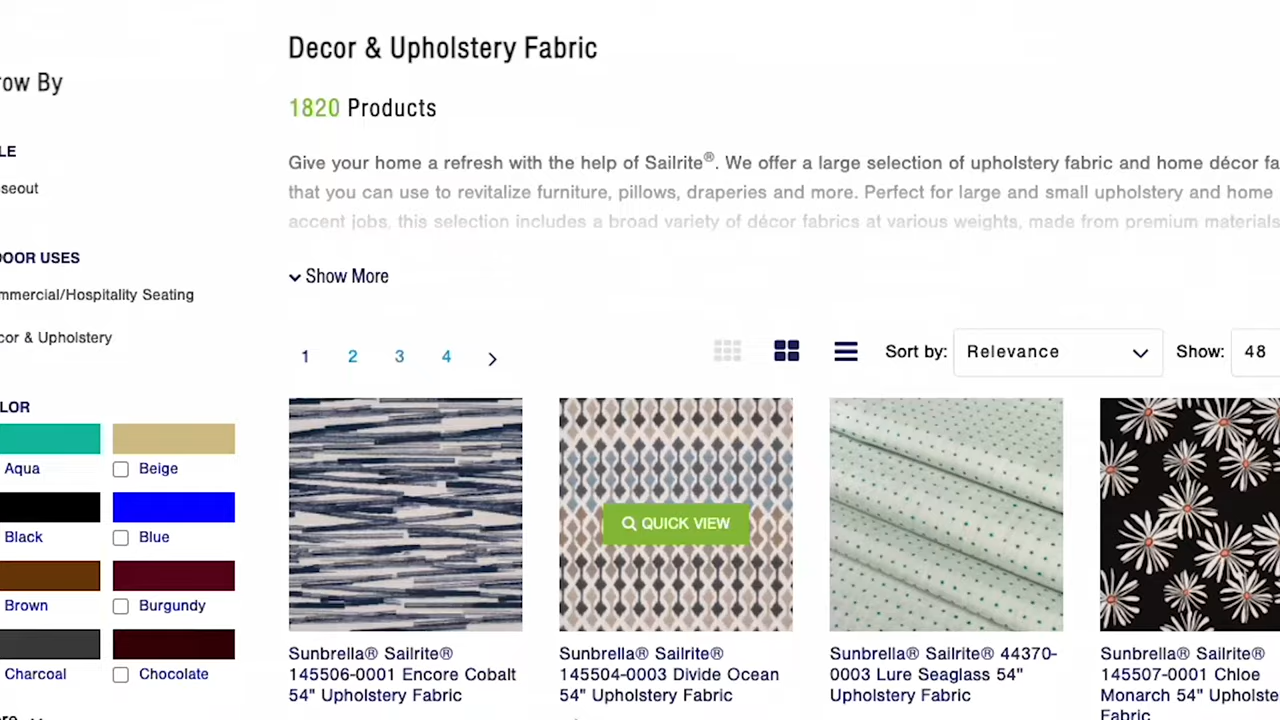 Decor & Upholstery Fabric
row By
1820 Products
LE
seout
Give your home a refresh with the help of Sailrite®. We offer a large selection of upholstery fabric and home décor fa
that you can use to revitalize furniture, pillows, draperies and more. Perfect for large and small upholstery and home
accent jobs, this selection includes a broad variety of décor fabrics at various weights, made from premium materials
Show More
OOR USES
mmercial/Hospitality Seating
cor & Upholstery
1 2 3 4
Sort by: Relevance Show: 48
LOR
Aqua Beige
Black Blue
Brown Burgundy
Charcoal Chocolate
QUICK VIEW
Sunbrella® Sailrite®
145506-0001 Encore Cobalt
54" Upholstery Fabric
Sunbrella® Sailrite®
145504-0003 Divide Ocean
54" Upholstery Fabric
Sunbrella® Sailrite® 44370-
0003 Lure Seaglass 54"
Upholstery Fabric
Sunbrella® Sailrite®
145507-0001 Chloe
Monarch 54" Upholste
Fabric